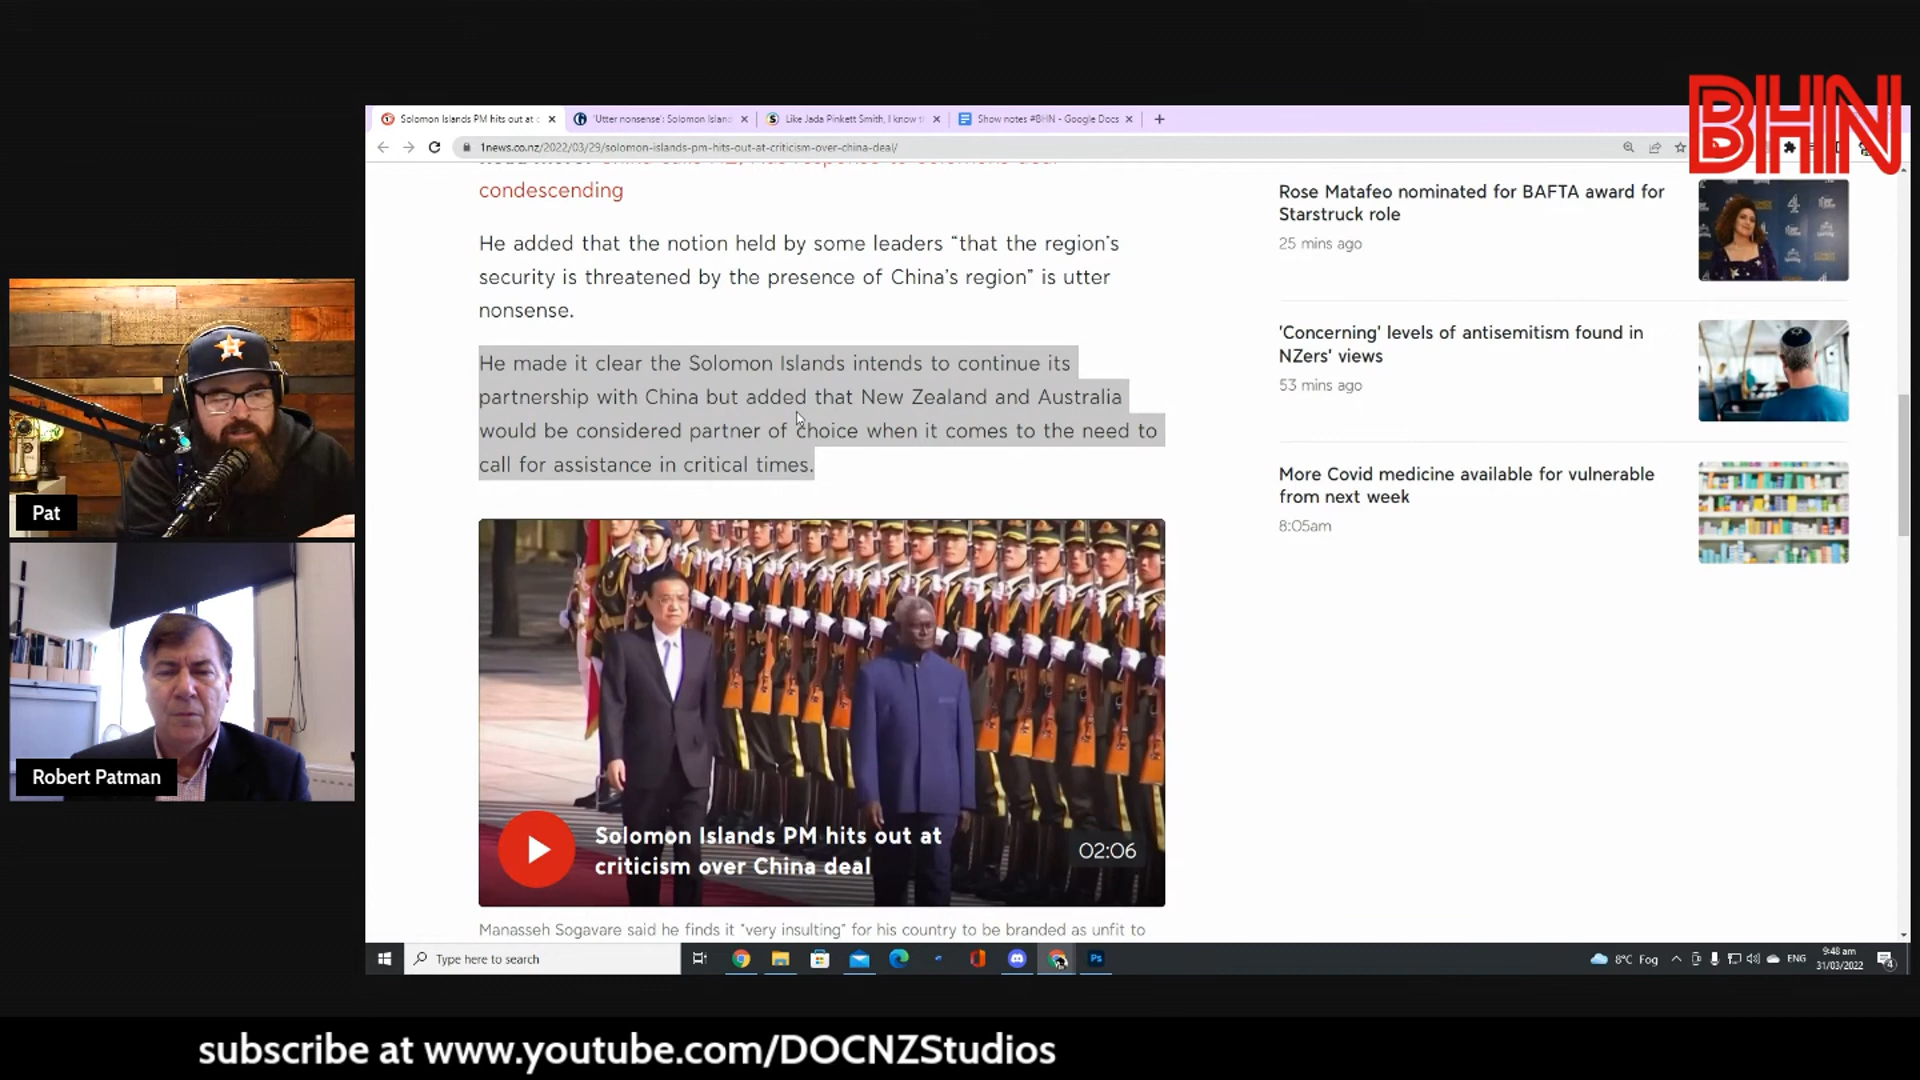 BHN
Solomon Islands PM hits out at c
'Utter nonsense': Solomon Island
Like Jada Pinkett Smith, I know t
Show notes #BHN - Google Docs
1news.co.nz/2022/03/29/solomon-islands-pm-hits-out-at-criticism-over-china-deal/
condescending
He added that the notion held by some leaders “that the region’s
security is threatened by the presence of China’s region” is utter
nonsense.
He made it clear the Solomon Islands intends to continue its
partnership with China but added that New Zealand and Australia
would be considered partner of choice when it comes to the need to
call for assistance in critical times.
Solomon Islands PM hits out at
criticism over China deal
02:06
Manasseh Sogavare said he finds it "very insulting" for his country to be branded as unfit to
Rose Matafeo nominated for BAFTA award for
Starstruck role
25 mins ago
'Concerning' levels of antisemitism found in
NZers' views
53 mins ago
More Covid medicine available for vulnerable
from next week
8:05am
Pat
Robert Patman
Type here to search
Ps
8°C Fog
ENG
9:48 am
31/03/2022
4
subscribe at www.youtube.com/DOCNZStudios